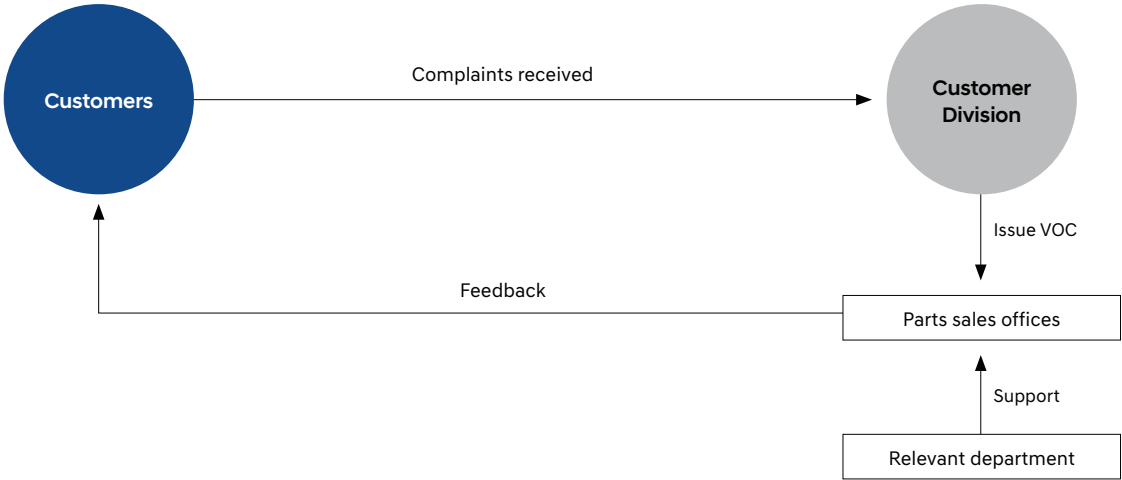 Complaints received
Customers
Customer
Division
Issue VOC
Feedback
Parts sales offices
Support
Relevant department